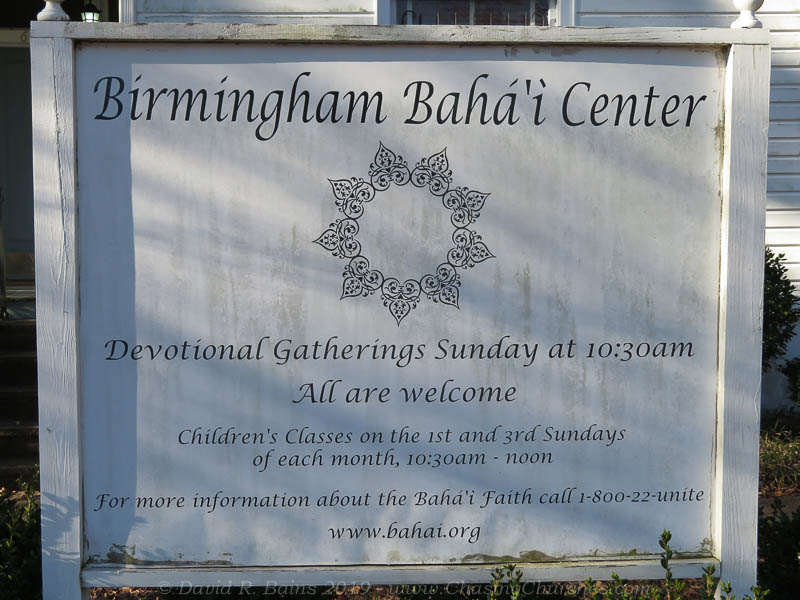 Birmingham Bahá'ì Center
Devotional Gatherings Sunday at 10:30am
All are welcome
Children's Classes on the 1st and 3rd Sundays
of each month, 10:30am - noon
For more information about the Bahá'ì Faith call 1-800-22-unite
www.bahai.org
© David R. Bains 2019 - www.ChasingChurches.com